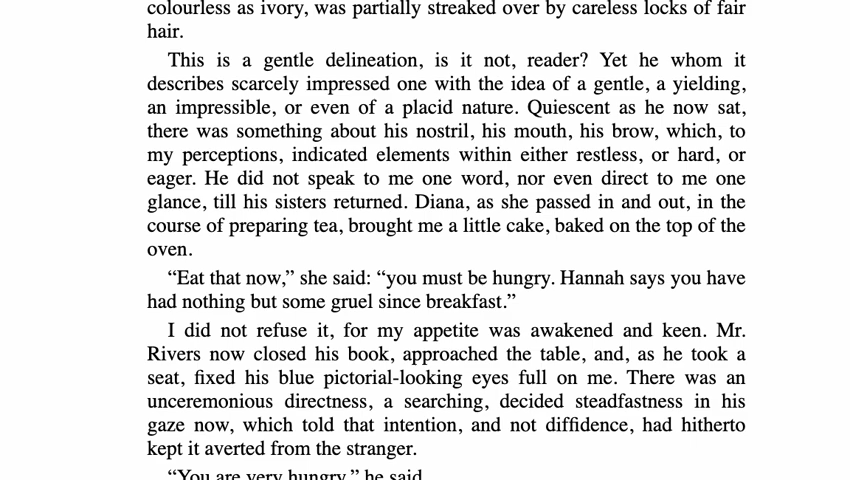 colourless as ivory, was partially streaked over by careless locks of fair
hair.
This is a gentle delineation, is it not, reader? Yet he whom it
describes scarcely impressed one with the idea of a gentle, a yielding,
an impressible, or even of a placid nature. Quiescent as he now sat,
there was something about his nostril, his mouth, his brow, which, to
my perceptions, indicated elements within either restless, or hard, or
eager. He did not speak to me one word, nor even direct to me one
glance, till his sisters returned. Diana, as she passed in and out, in the
course of preparing tea, brought me a little cake, baked on the top of the
oven.
“Eat that now,” she said: “you must be hungry. Hannah says you have
had nothing but some gruel since breakfast.”
I did not refuse it, for my appetite was awakened and keen. Mr.
Rivers now closed his book, approached the table, and, as he took a
seat, fixed his blue pictorial-looking eyes full on me. There was an
unceremonious directness, a searching, decided steadfastness in his
gaze now, which told that intention, and not diffidence, had hitherto
kept it averted from the stranger.
“You are very hungry,” he said.